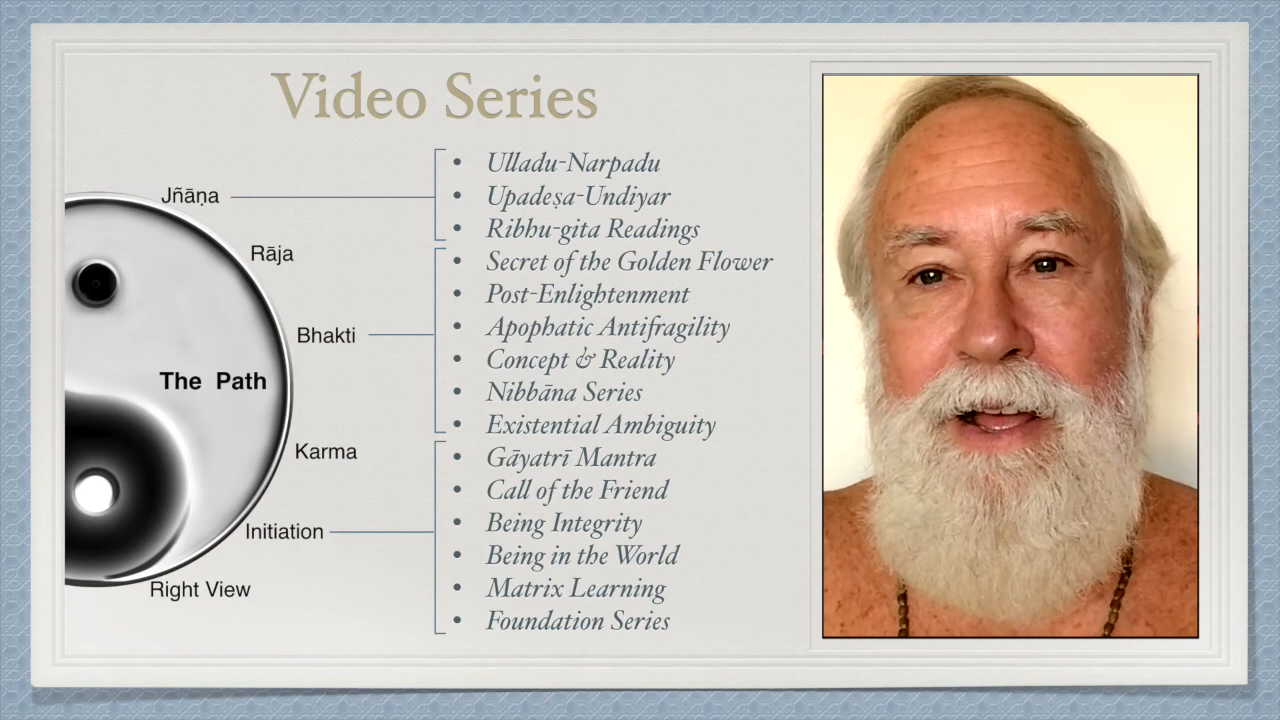 Video Series
Jñāṇa
Rāja
Bhakti
The Path
Karma
Initiation
Right View
• Ulladu-Narpadu
• Upadeṣa-Undiyar
• Ribhu-gita Readings
• Secret of the Golden Flower
• Post-Enlightenment
• Apophatic Antifragility
• Concept & Reality
• Nibbāna Series
• Existential Ambiguity
• Gāyatrī Mantra
• Call of the Friend
• Being Integrity
• Being in the World
• Matrix Learning
• Foundation Series